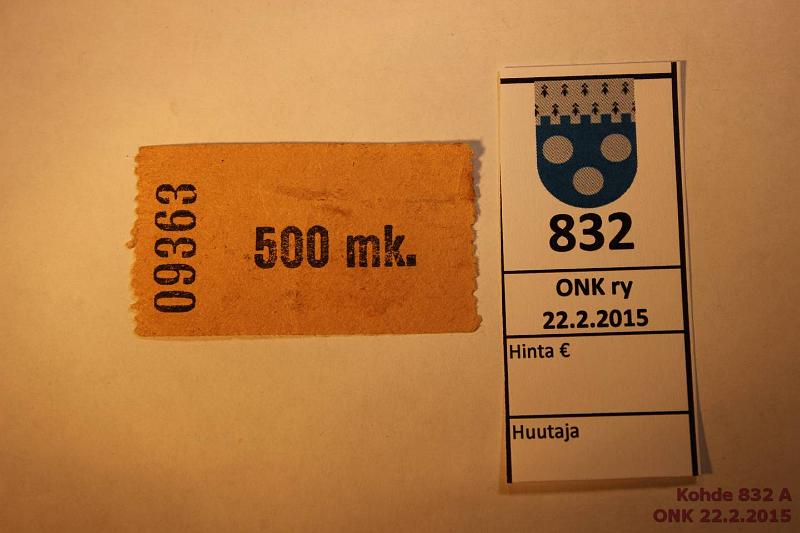 09363
500 mk.
832
ONK ry
22.2.2015
Hinta €
Huutaja
Kohde 832 A
ONK 22.2.2015